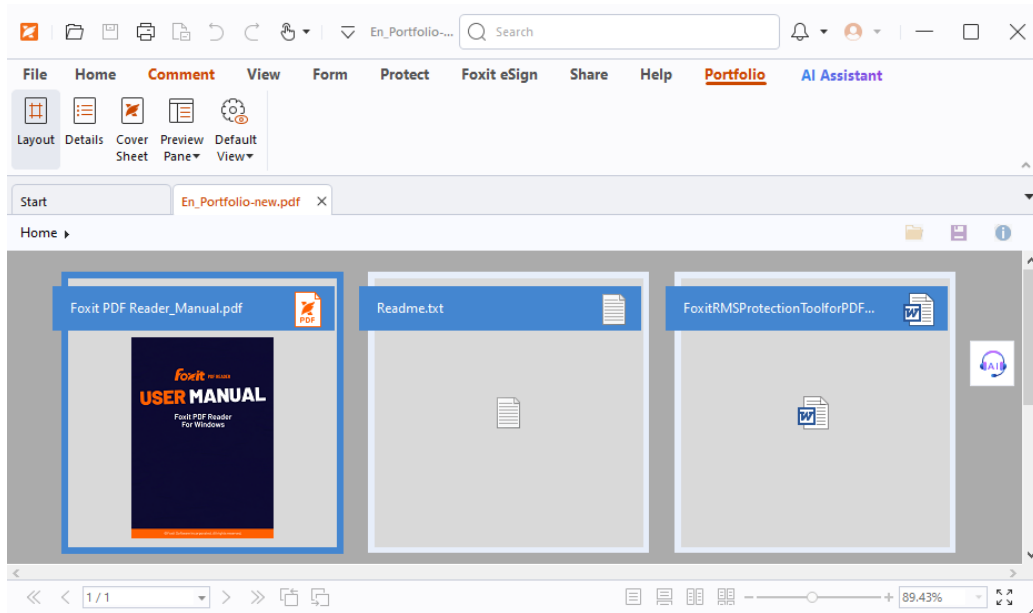 En_Portfolio-...
Search
File Home Comment View Form Protect Foxit eSign Share Help Portfolio AI Assistant
Layout
Details
Cover
Sheet
Preview
Pane
Default
View
Start
En_Portfolio-new.pdf
Home
Foxit PDF Reader_Manual.pdf
PDF
Foxit PDF READER
USER MANUAL
Foxit PDF Reader
For Windows
Readme.txt
FoxitRMSProtectionToolforPDF...
W
W
AI
1 / 1
89.43%